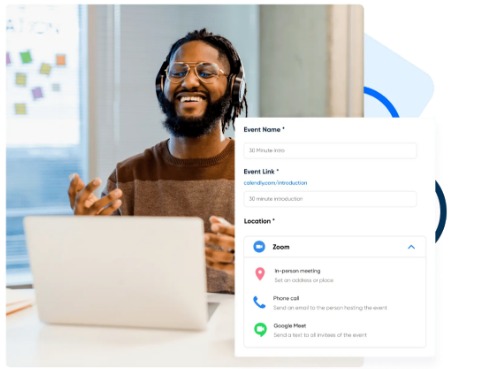 Event Name *
30 Minute Intro
Event Link *
calendly.com/introduction
30 minute introduction
Location *
Zoom
In-person meeting
Set an address or place
Phone call
Send an email to the person hosting the event
Google Meet
Send a text to all invitees of the event